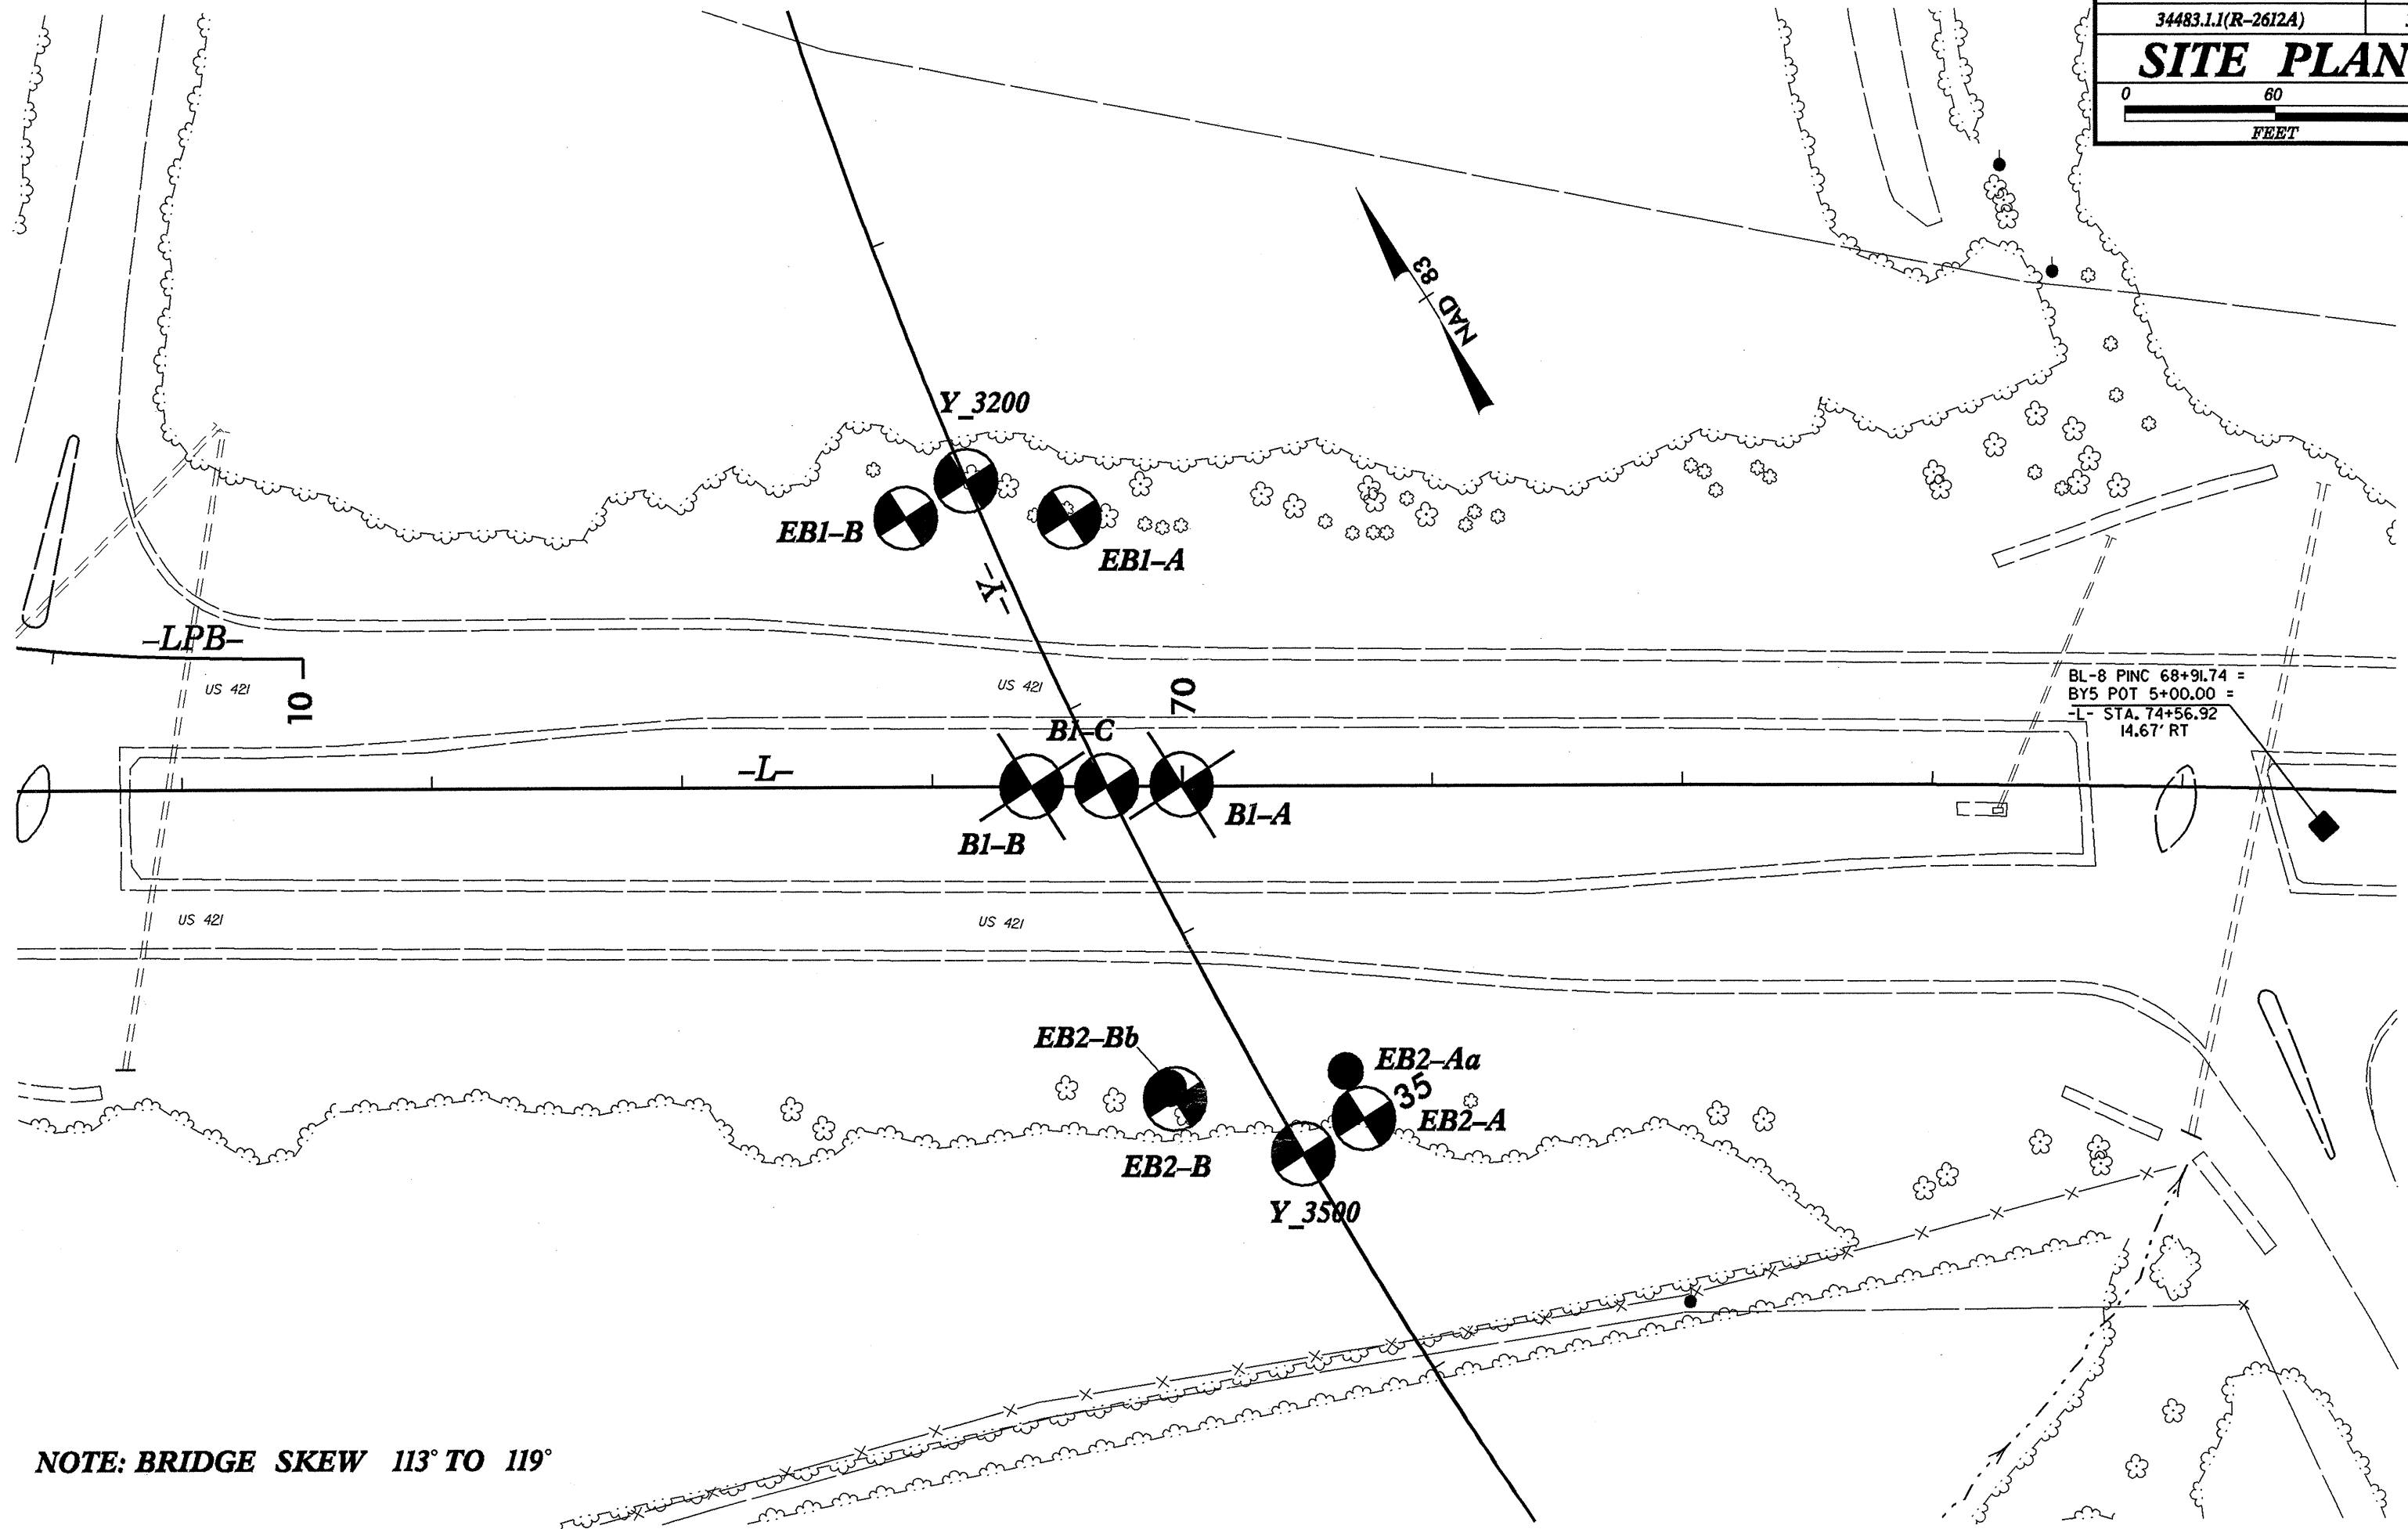 34483.1.1(R–2612A)
SITE PLAN
0 60
FEET
NAD 83
Y_3200
EB1–B
EB1–A
–Y–
–LPB–
10
US 421
US 421
70
BL-8 PINC 68+91.74 =
BY5 POT 5+00.00 =
-L- STA. 74+56.92
14.67' RT
B1–C
–L–
B1–B
B1–A
US 421
US 421
EB2–Bb
EB2–Aa
35
EB2–A
EB2–B
Y_3500
NOTE: BRIDGE SKEW 113° TO 119°